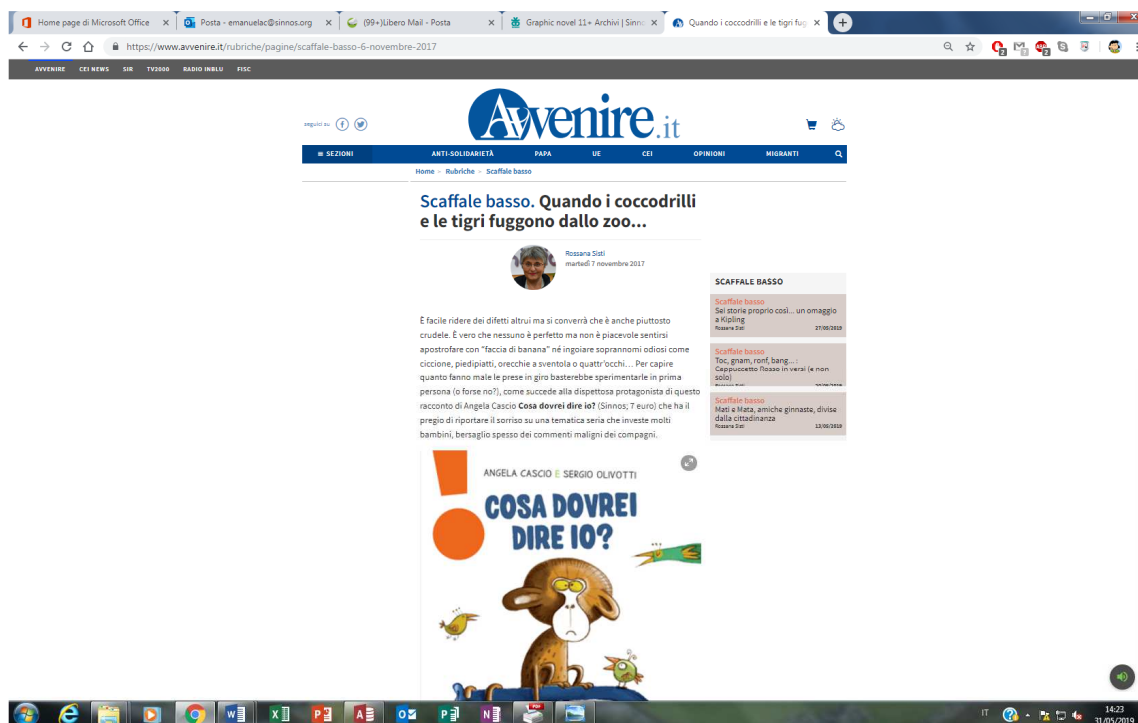 Home page di Microsoft Office
Posta - emanuelac@sinnos.org
(99+)Libero Mail - Posta
Graphic novel 11+ Archivi | Sinn
Quando i coccodrilli e le tigri fug
https://www.avvenire.it/rubriche/pagine/scaffale-basso-6-novembre-2017
AVVENIRE CEI NEWS SIR TV2000 RADIO INBLU FISC
seguici su
Avvenire.it
≡ SEZIONI ANTI-SOLIDARIETÀ PAPA UE CEI OPINIONI MIGRANTI
Home > Rubriche > Scaffale basso
Scaffale basso. Quando i coccodrilli
e le tigri fuggono dallo zoo...
Rossana Sisti
martedì 7 novembre 2017
È facile ridere dei difetti altrui ma si converrà che è anche piuttosto
crudele. È vero che nessuno è perfetto ma non è piacevole sentirsi
apostrofare con “faccia di banana” né ingoiare soprannomi odiosi come
ciccione, piedipiatti, orecchie a sventola o quattr'occhi… Per capire
quanto fanno male le prese in giro basterebbe sperimentarle in prima
persona (o forse no?), come succede alla dispettosa protagonista di questo
racconto di Angela Cascio Cosa dovrei dire io? (Sinnos; 7 euro) che ha il
pregio di riportare il sorriso su una tematica seria che investe molti
bambini, bersaglio spesso dei commenti maligni dei compagni.
SCAFFALE BASSO
Scaffale basso
Sei storie proprio così... un omaggio
a Kipling
Rossana Sisti 27/05/2019
Scaffale basso
Toc, gnam, ronf, bang... :
Cappuccetto Rosso in versi (e non
solo)
Scaffale basso
Mati e Mata, amiche ginnaste, divise
dalla cittadinanza
Rossana Sisti 13/05/2019
ANGELA CASCIO E SERGIO OLIVOTTI
COSA DOVREI
DIRE IO?
IT
14:23
31/05/2019